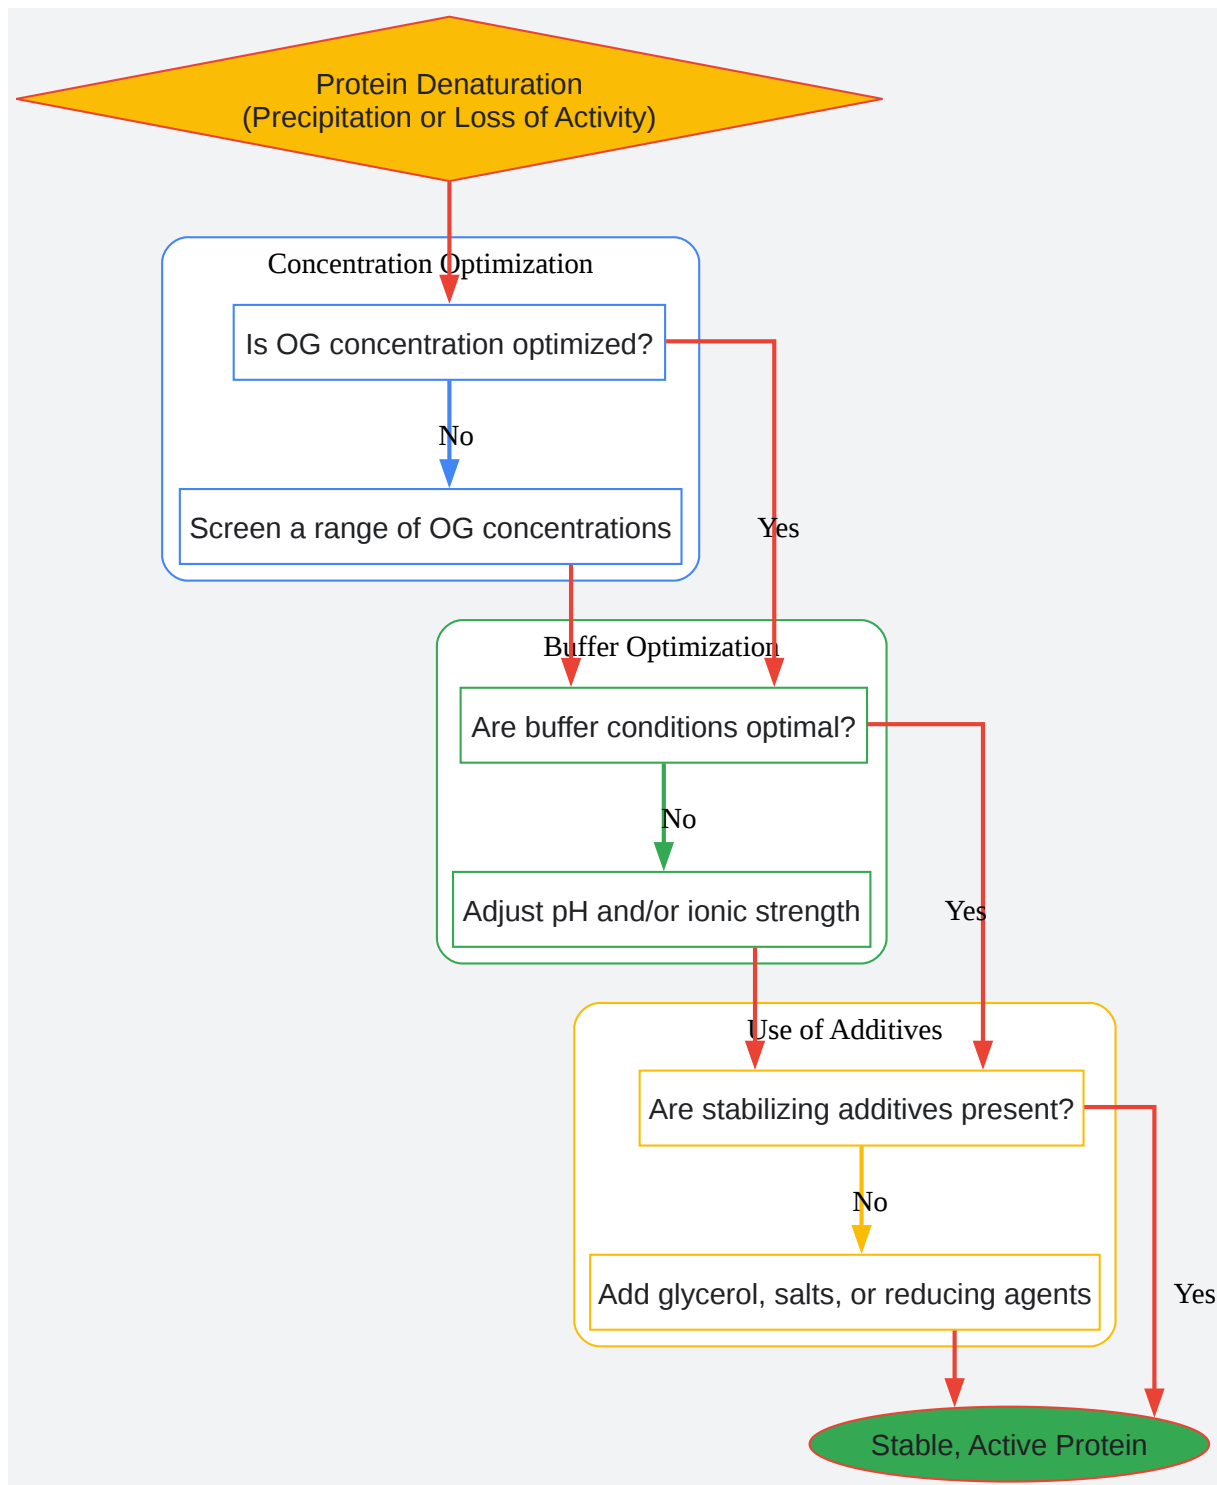 Protein Denaturation
(Precipitation or Loss of Activity)
Concentration Optimization
Is OG concentration optimized?
No
Screen a range of OG concentrations
Yes
Buffer Optimization
Are buffer conditions optimal?
No
Adjust pH and/or ionic strength
Yes
Use of Additives
Are stabilizing additives present?
No
Add glycerol, salts, or reducing agents
Yes
Stable, Active Protein